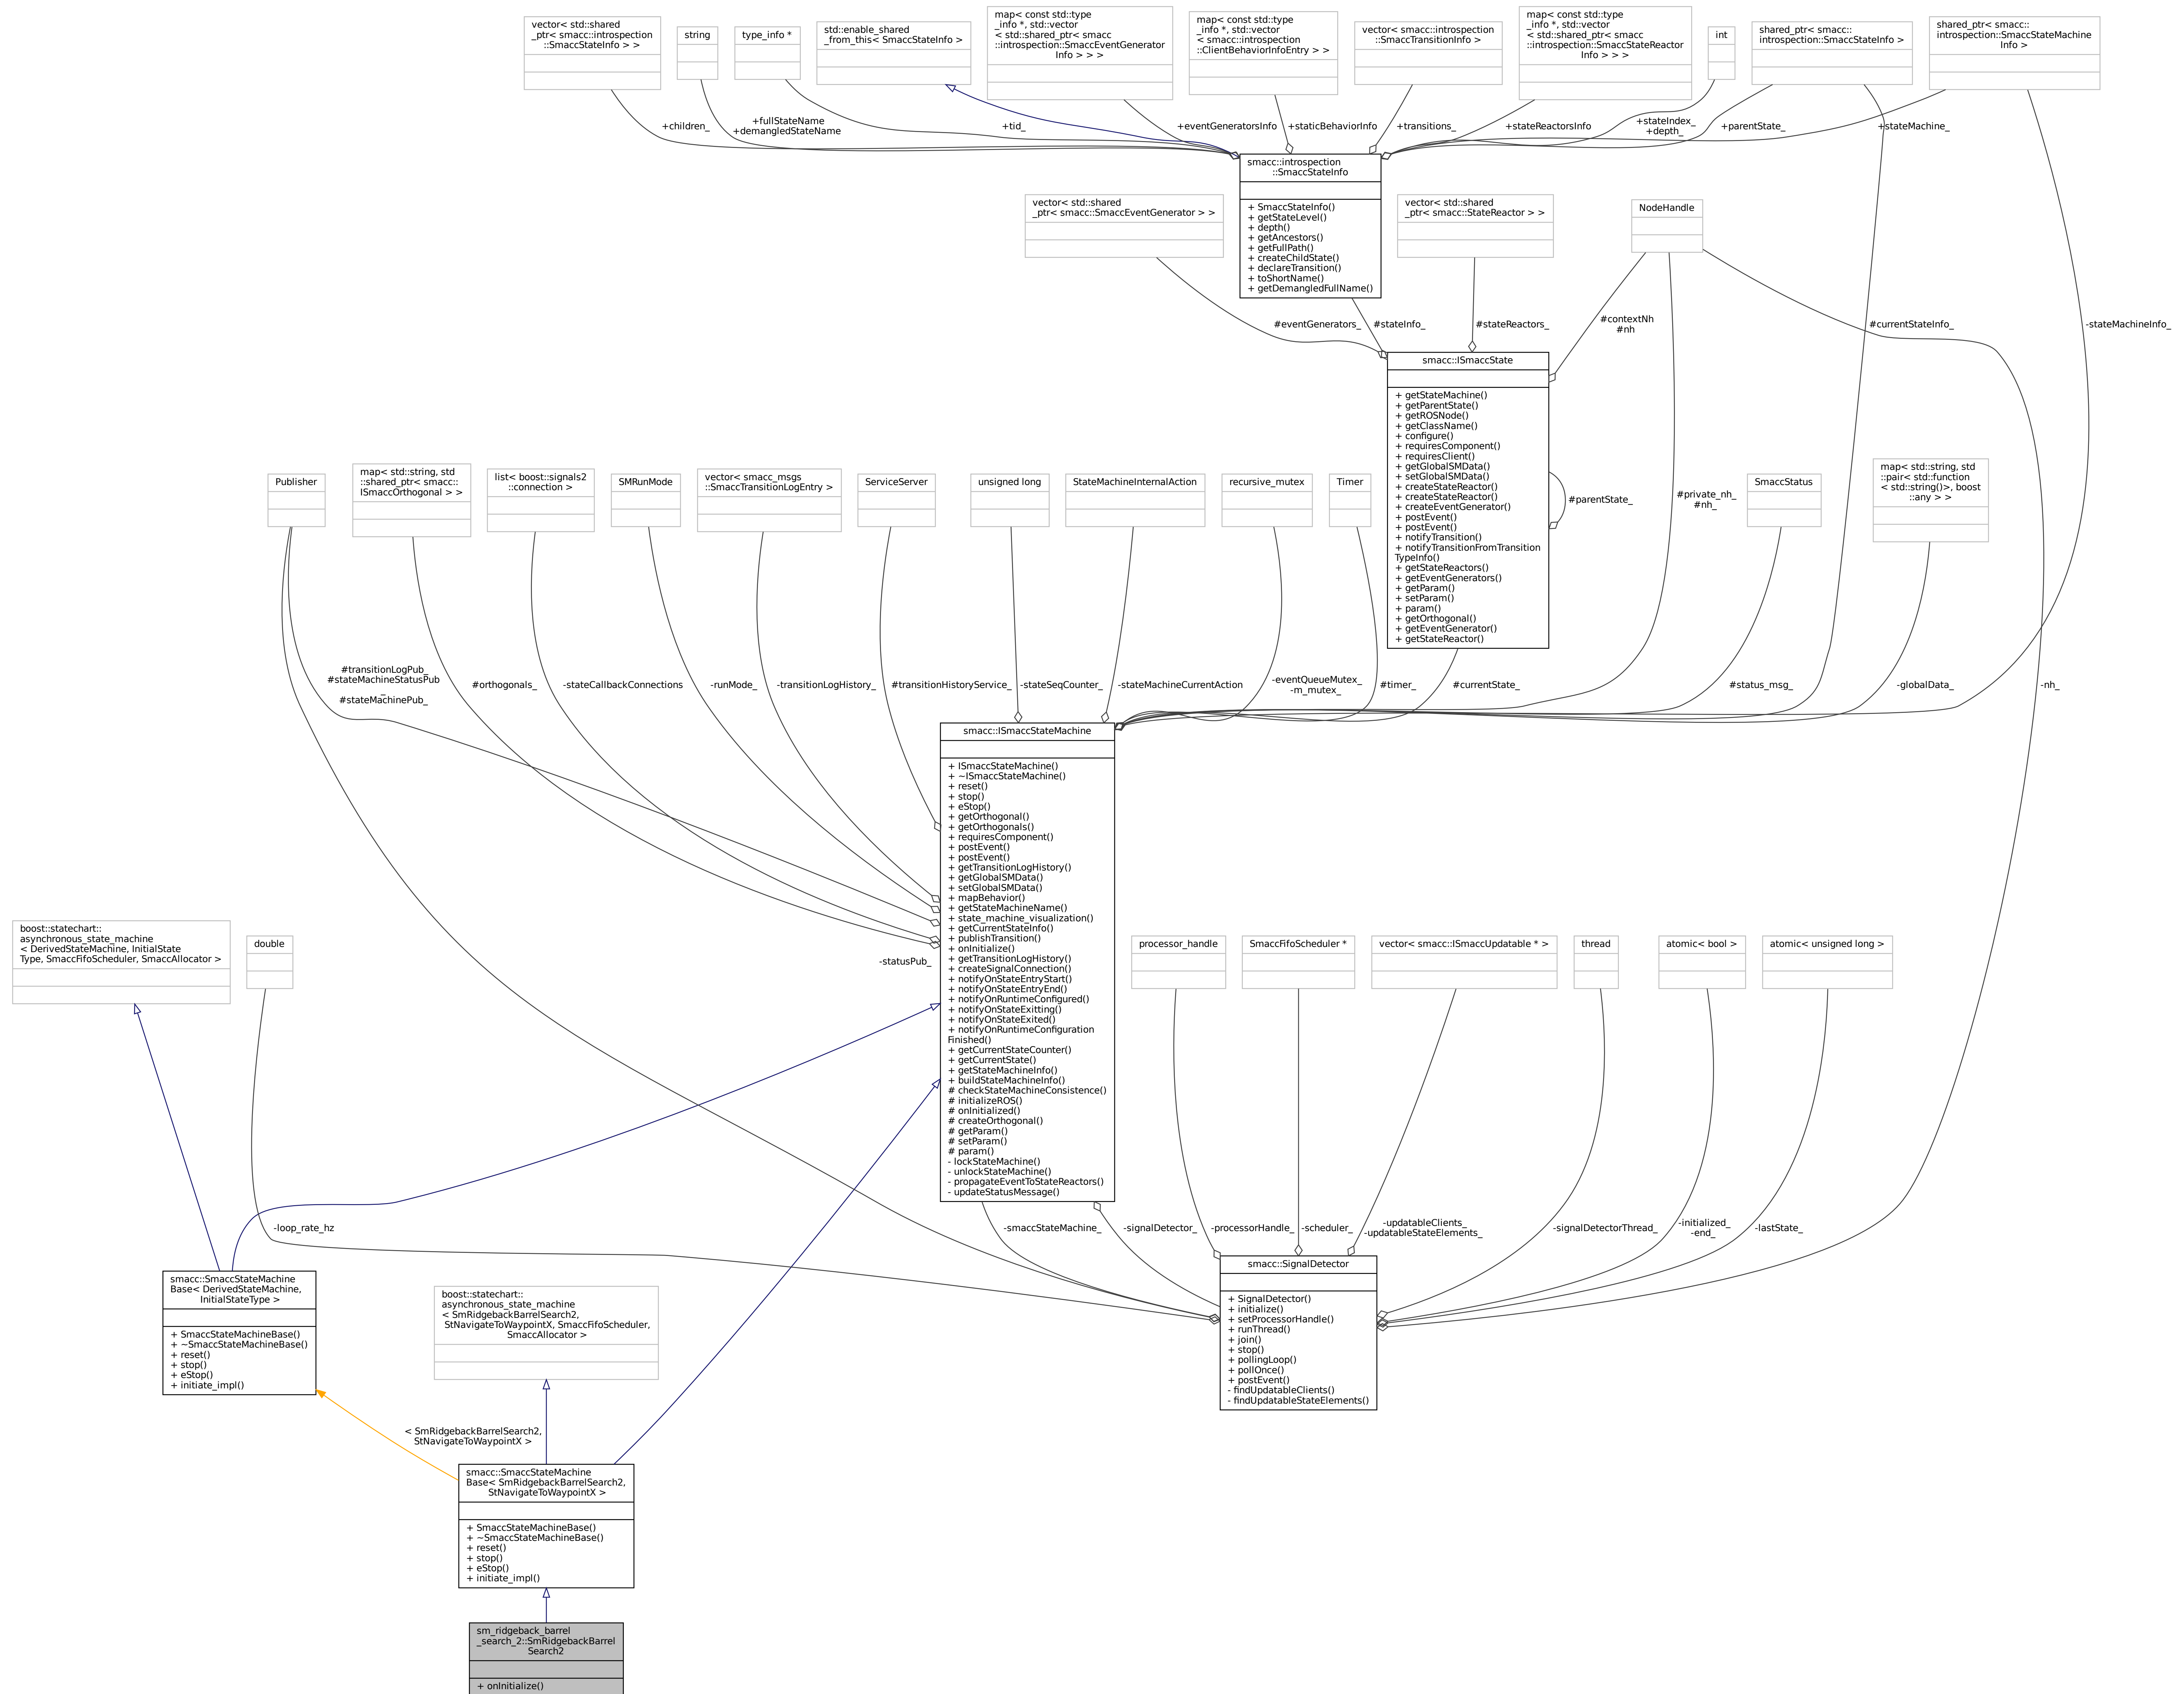 vector< std::shared
_ptr< smacc::introspection
::SmaccStateInfo > >
string
type_info *
std::enable_shared
_from_this< SmaccStateInfo >
map< const std::type
_info *, std::vector
< std::shared_ptr< smacc
::introspection::SmaccEventGenerator
Info > > >
map< const std::type
_info *, std::vector
< smacc::introspection
::ClientBehaviorInfoEntry > >
vector< smacc::introspection
::SmaccTransitionInfo >
map< const std::type
_info *, std::vector
< std::shared_ptr< smacc
::introspection::SmaccStateReactor
Info > > >
int
shared_ptr< smacc::
introspection::SmaccStateInfo >
shared_ptr< smacc::
introspection::SmaccStateMachine
Info >
+children_
+fullStateName
+demangledStateName
+tid_
+eventGeneratorsInfo
+staticBehaviorInfo
+transitions_
+stateReactorsInfo
+stateIndex_
+depth_
+parentState_
+stateMachine_
smacc::introspection
::SmaccStateInfo
+ SmaccStateInfo()
+ getStateLevel()
+ depth()
+ getAncestors()
+ getFullPath()
+ createChildState()
+ declareTransition()
+ toShortName()
+ getDemangledFullName()
vector< std::shared
_ptr< smacc::SmaccEventGenerator > >
vector< std::shared
_ptr< smacc::StateReactor > >
NodeHandle
#eventGenerators_
#stateInfo_
#stateReactors_
#contextNh
#nh
#currentStateInfo_
-stateMachineInfo_
smacc::ISmaccState
+ getStateMachine()
+ getParentState()
+ getROSNode()
+ getClassName()
+ configure()
+ requiresComponent()
+ requiresClient()
+ getGlobalSMData()
+ setGlobalSMData()
+ createStateReactor()
+ createStateReactor()
+ createEventGenerator()
+ postEvent()
+ postEvent()
+ notifyTransition()
+ notifyTransitionFromTransition
TypeInfo()
+ getStateReactors()
+ getEventGenerators()
+ getParam()
+ setParam()
+ param()
+ getOrthogonal()
+ getEventGenerator()
+ getStateReactor()
#parentState_
#private_nh_
#nh_
Publisher
map< std::string, std
::shared_ptr< smacc::
ISmaccOrthogonal > >
list< boost::signals2
::connection >
SMRunMode
vector< smacc_msgs
::SmaccTransitionLogEntry >
ServiceServer
unsigned long
StateMachineInternalAction
recursive_mutex
Timer
SmaccStatus
map< std::string, std
::pair< std::function
< std::string()>, boost
::any > >
#transitionLogPub_
#stateMachineStatusPub
_
#stateMachinePub_
#orthogonals_
-stateCallbackConnections
-runMode_
-transitionLogHistory_
#transitionHistoryService_
-stateSeqCounter_
-stateMachineCurrentAction
-eventQueueMutex_
-m_mutex_
#timer_
#currentState_
#status_msg_
-globalData_
-nh_
smacc::ISmaccStateMachine
+ ISmaccStateMachine()
+ ~ISmaccStateMachine()
+ reset()
+ stop()
+ eStop()
+ getOrthogonal()
+ getOrthogonals()
+ requiresComponent()
+ postEvent()
+ postEvent()
+ getTransitionLogHistory()
+ getGlobalSMData()
+ setGlobalSMData()
+ mapBehavior()
+ getStateMachineName()
+ state_machine_visualization()
+ getCurrentStateInfo()
+ publishTransition()
+ onInitialize()
+ getTransitionLogHistory()
+ createSignalConnection()
+ notifyOnStateEntryStart()
+ notifyOnStateEntryEnd()
+ notifyOnRuntimeConfigured()
+ notifyOnStateExitting()
+ notifyOnStateExited()
+ notifyOnRuntimeConfiguration
Finished()
+ getCurrentStateCounter()
+ getCurrentState()
+ getStateMachineInfo()
+ buildStateMachineInfo()
# checkStateMachineConsistence()
# initializeROS()
# onInitialized()
# createOrthogonal()
# getParam()
# setParam()
# param()
- lockStateMachine()
- unlockStateMachine()
- propagateEventToStateReactors()
- updateStatusMessage()
boost::statechart::
asynchronous_state_machine
< DerivedStateMachine, InitialState
Type, SmaccFifoScheduler, SmaccAllocator >
double
-statusPub_
processor_handle
SmaccFifoScheduler *
vector< smacc::ISmaccUpdatable * >
thread
atomic< bool >
atomic< unsigned long >
-loop_rate_hz
-smaccStateMachine_
-signalDetector_
-processorHandle_
-scheduler_
-updatableClients_
-updatableStateElements_
-signalDetectorThread_
-initialized_
-end_
-lastState_
smacc::SignalDetector
+ SignalDetector()
+ initialize()
+ setProcessorHandle()
+ runThread()
+ join()
+ stop()
+ pollingLoop()
+ pollOnce()
+ postEvent()
- findUpdatableClients()
- findUpdatableStateElements()
smacc::SmaccStateMachine
Base< DerivedStateMachine,
InitialStateType >
+ SmaccStateMachineBase()
+ ~SmaccStateMachineBase()
+ reset()
+ stop()
+ eStop()
+ initiate_impl()
boost::statechart::
asynchronous_state_machine
< SmRidgebackBarrelSearch2,
StNavigateToWaypointX, SmaccFifoScheduler,
SmaccAllocator >
< SmRidgebackBarrelSearch2,
StNavigateToWaypointX >
smacc::SmaccStateMachine
Base< SmRidgebackBarrelSearch2,
StNavigateToWaypointX >
+ SmaccStateMachineBase()
+ ~SmaccStateMachineBase()
+ reset()
+ stop()
+ eStop()
+ initiate_impl()
sm_ridgeback_barrel
_search_2::SmRidgebackBarrel
Search2
+ onInitialize()